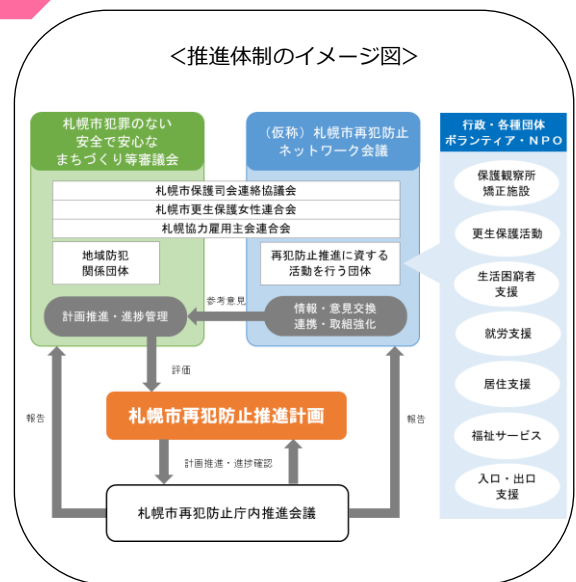 <推進体制のイメージ図>
札幌市犯罪のない
安全で安心な
まちづくり等審議会
（仮称）札幌市再犯防止
ネットワーク会議
札幌市保護司会連絡協議会
札幌市更生保護女性連合会
札幌協力雇用主会連合会
地域防犯
関係団体
再犯防止推進に資する
活動を行う団体
計画推進・進捗管理
参考意見
情報・意見交換
連携・取組強化
評価
札幌市再犯防止推進計画
報告
報告
計画推進・進捗確認
札幌市再犯防止庁内推進会議
行政・各種団体
ボランティア・NPO
保護観察所
矯正施設
更生保護活動
生活困窮者
支援
就労支援
居住支援
福祉サービス
入口・出口
支援